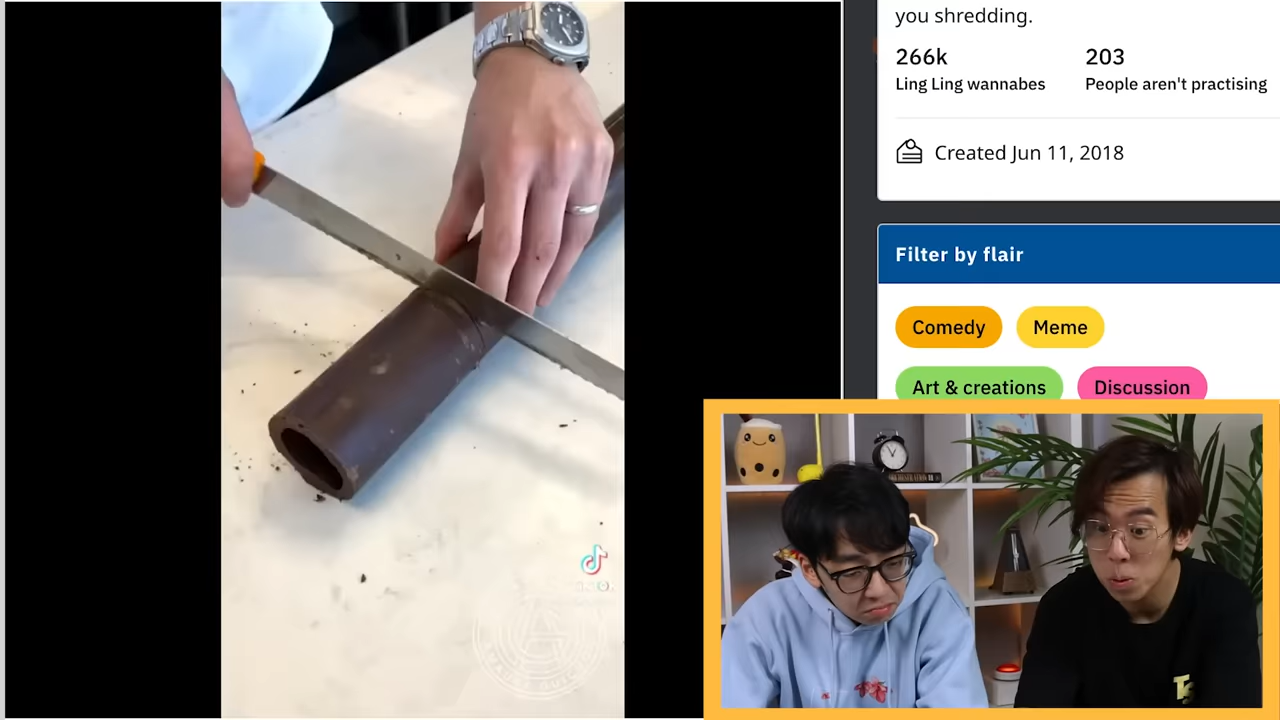 you shredding.
266k
203
Ling Ling wannabes
People aren't practising
Created Jun 11, 2018
Filter by flair
Comedy
Meme
Art & creations
Discussion